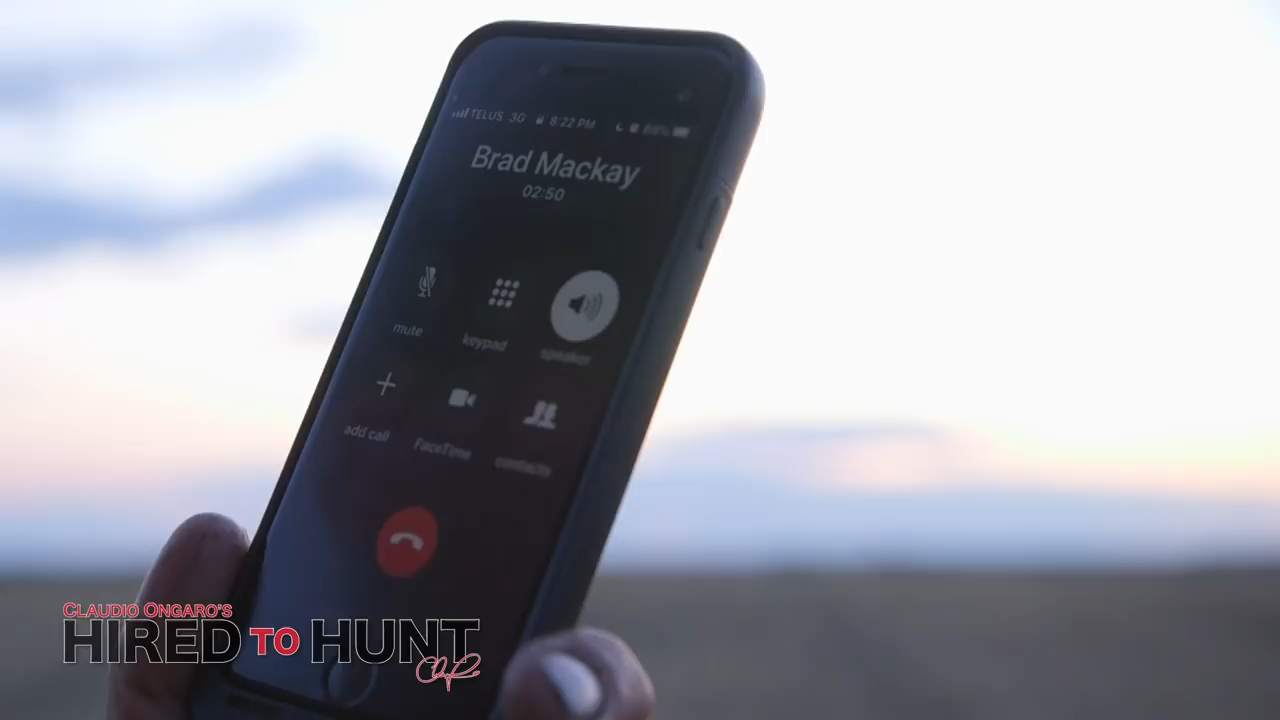 TELUS 3G 8:22 PM 86%
Brad Mackay
02:50
mute keypad speaker
add call FaceTime contacts
CLAUDIO ONGARO'S
HIRED TO HUNT